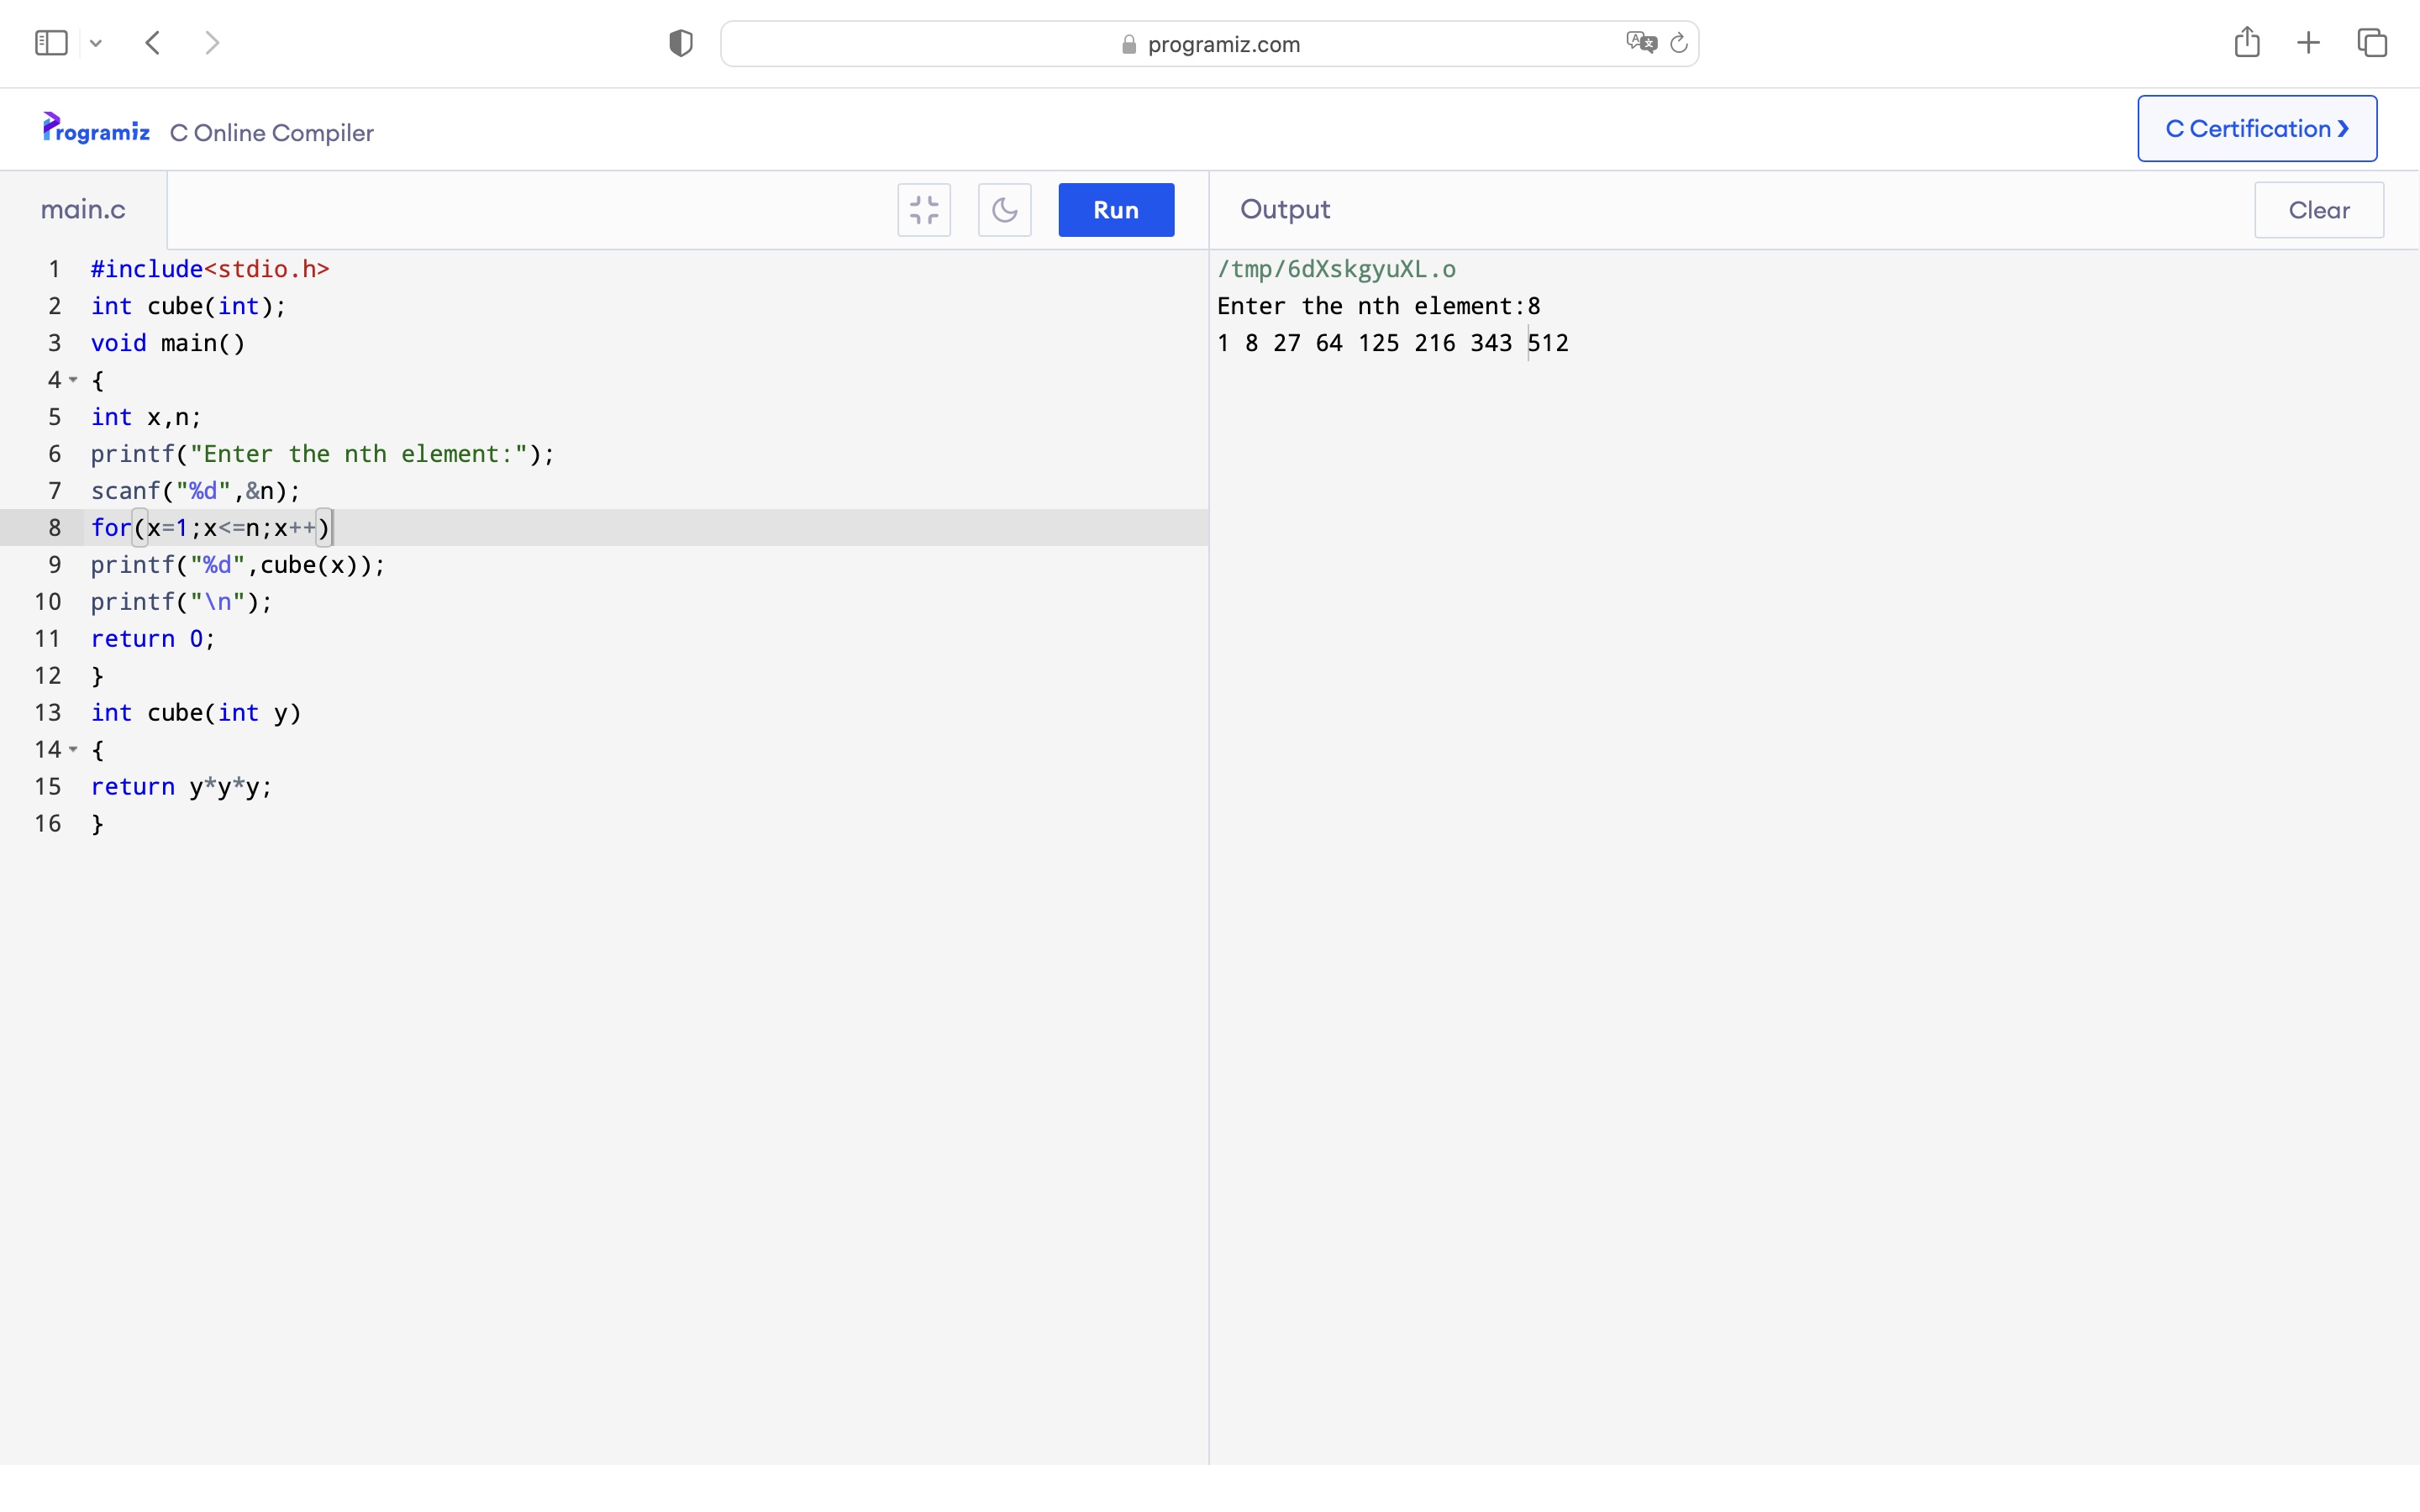 programiz.com
Programiz C Online Compiler
C Certification ❯
main.c
Run
Output
Clear
1 #include<stdio.h>
2 int cube(int);
3 void main()
4 {
5 int x,n;
6 printf("Enter the nth element:");
7 scanf("%d",&n);
8 for(x=1;x<=n;x++)
9 printf("%d",cube(x));
10 printf("\n");
11 return 0;
12 }
13 int cube(int y)
14 {
15 return y*y*y;
16 }
/tmp/6dXskgyuXL.o
Enter the nth element:8
1 8 27 64 125 216 343 512